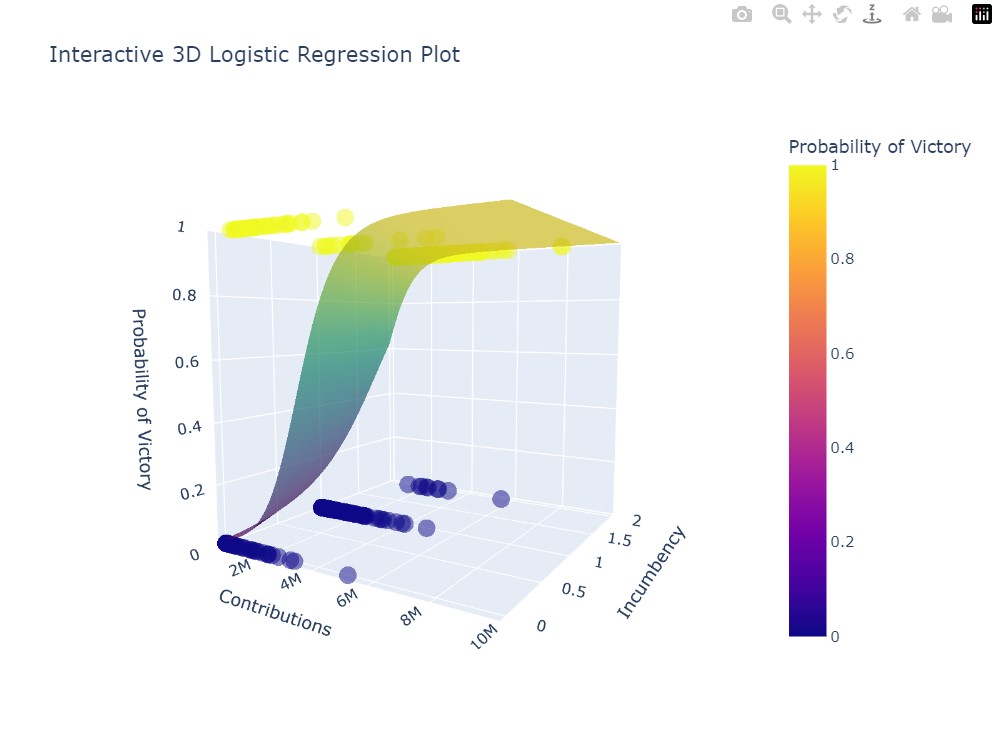 Interactive 3D Logistic Regression Plot
Probability of Victory
1
0.8
0.6
0.4
0.2
0
1
0.8
0.6
0.4
0.2
0
Probability of Victory
2M
4M
6M
8M
10M
Contributions
0
0.5
1
1.5
2
Incumbency
z